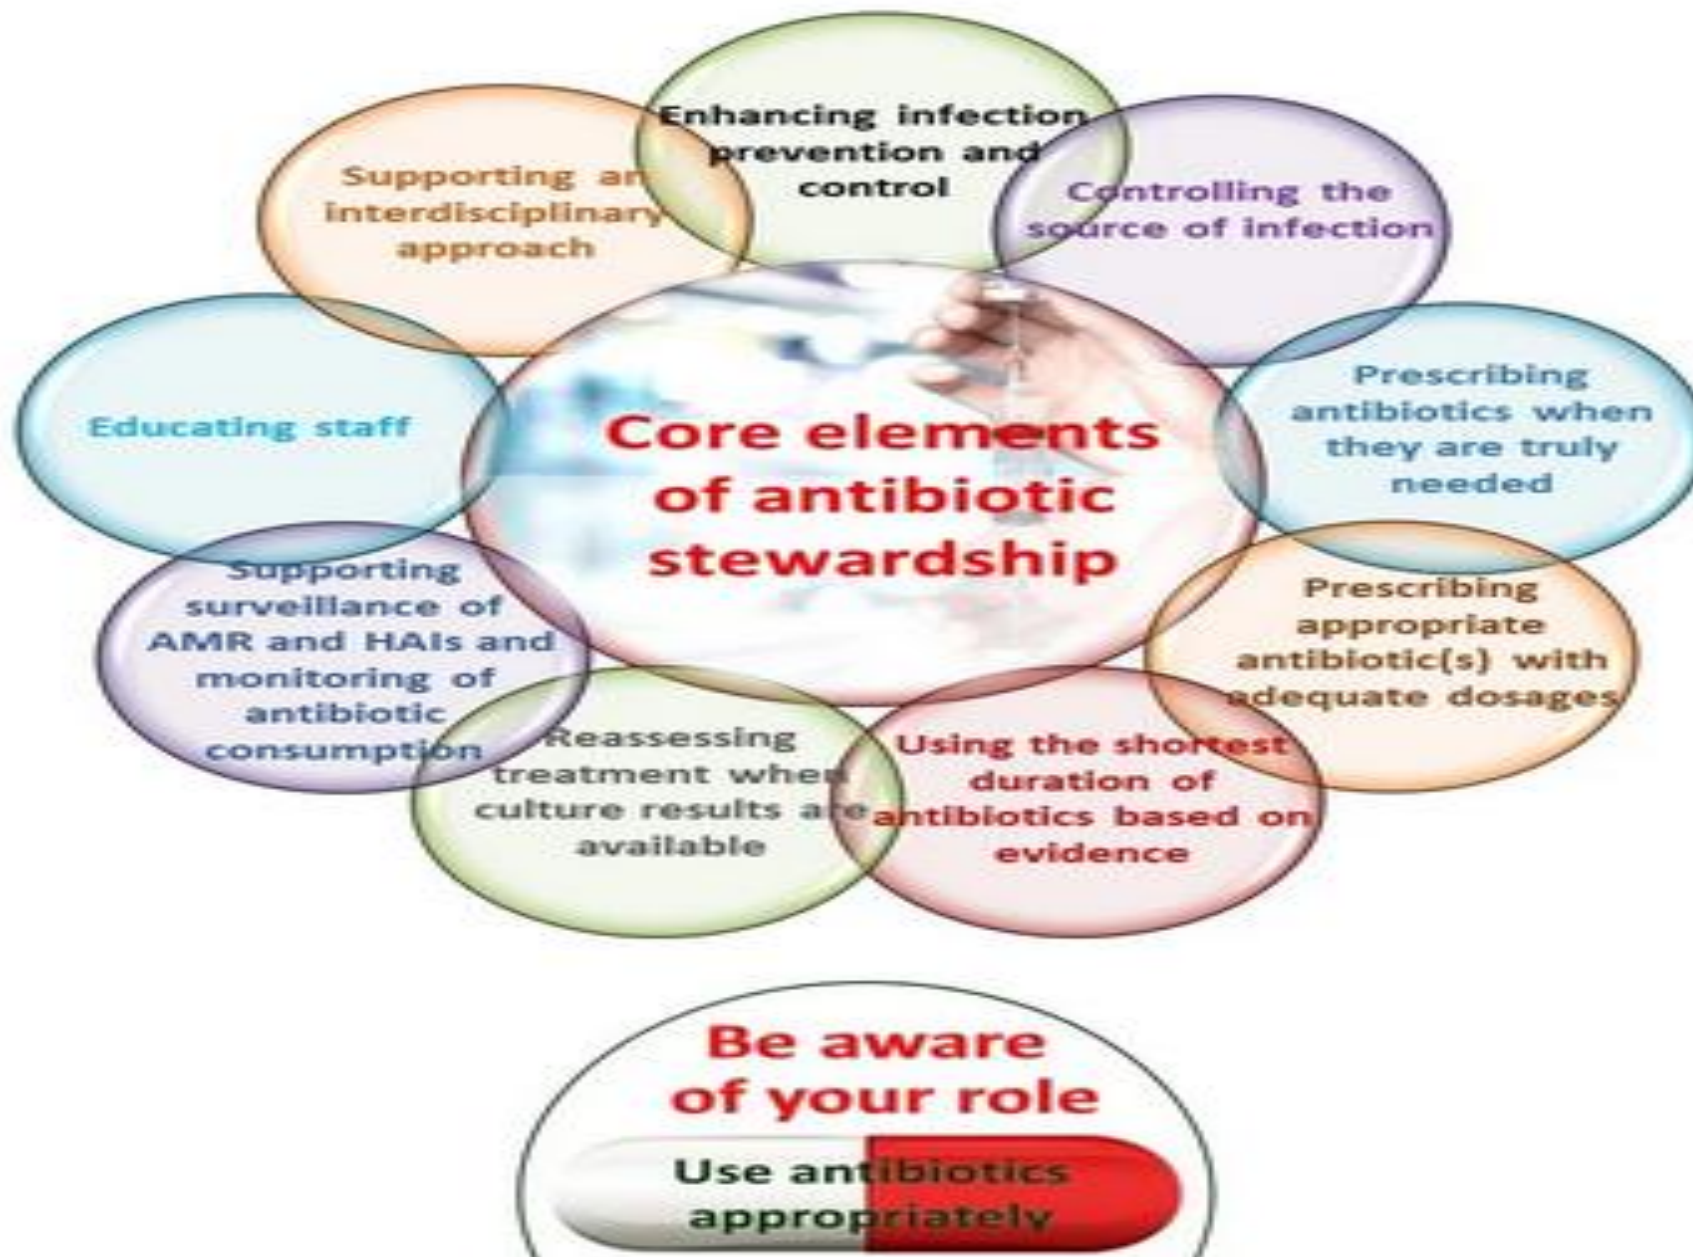 Enhancing infection
prevention and
control
Controlling the
source of infection
Prescribing
antibiotics when
they are truly
needed
Prescribing
appropriate
antibiotic(s) with
adequate dosages
Using the shortest
duration of
antibiotics based on
evidence
Reassessing
treatment when
culture results are
available
Supporting
surveillance of
AMR and HAIs and
monitoring of
antibiotic
consumption
Educating staff
Supporting an
interdisciplinary
approach
Core elements
of antibiotic
stewardship
Be aware
of your role
Use antibiotics
appropriately